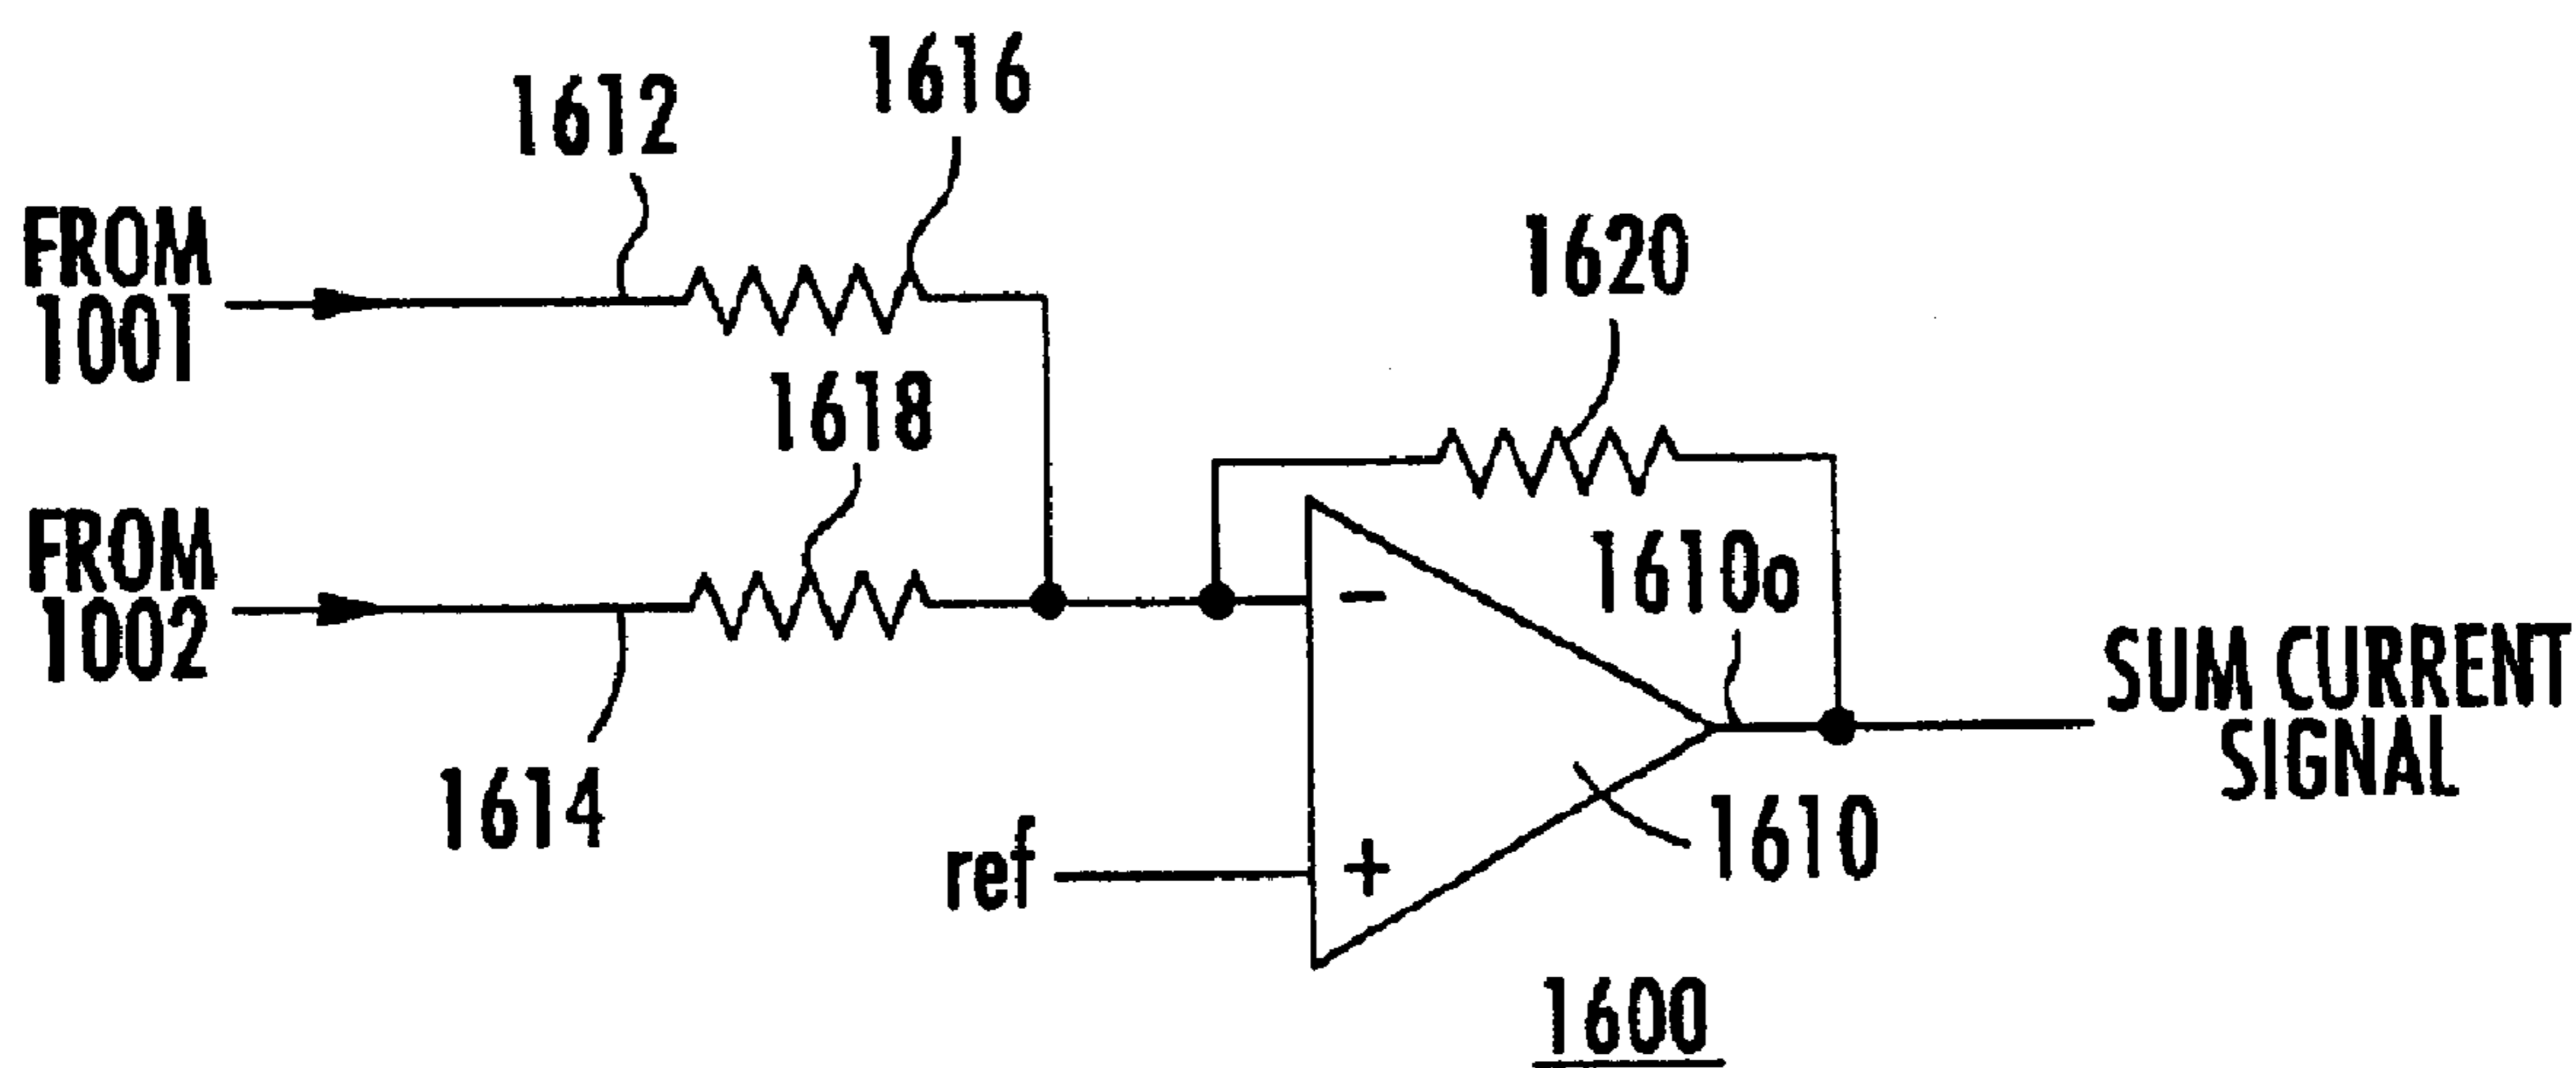 1616
1612
FROM
1001
1620
1618
FROM
1002
1610o
-
SUM CURRENT
SIGNAL
1614
1610
ref
+
1600